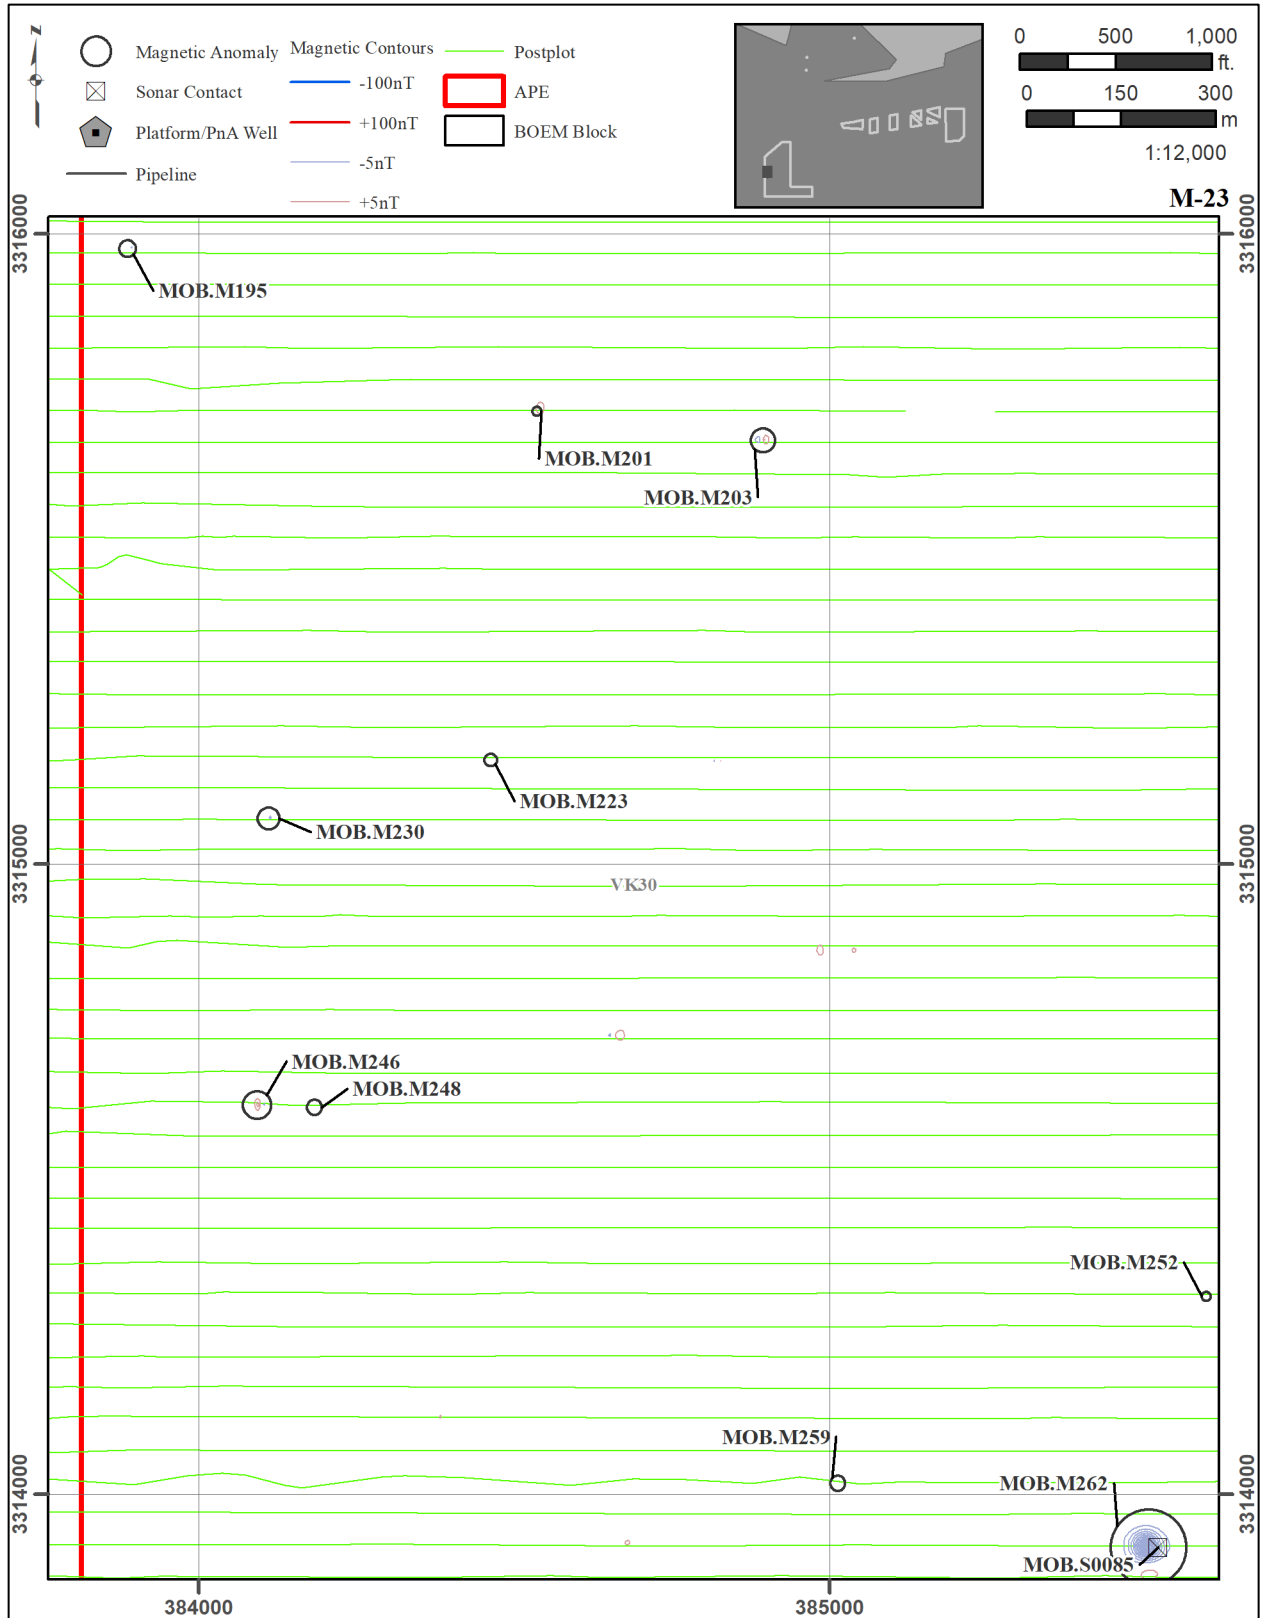 Z
Magnetic Anomaly
Sonar Contact
Platform/PnA Well
Pipeline
Magnetic Contours
-100nT
+100nT
-5nT
+5nT
Postplot
APE
BOEM Block
0 500 1,000
ft.
0 150 300
m
1:12,000
M-23
3316000
3316000
MOB.M195
MOB.M201
MOB.M203
MOB.M223
MOB.M230
3315000
3315000
VK30
MOB.M246
MOB.M248
MOB.M252
MOB.M259
MOB.M262
3314000
3314000
MOB.S0085
384000
385000